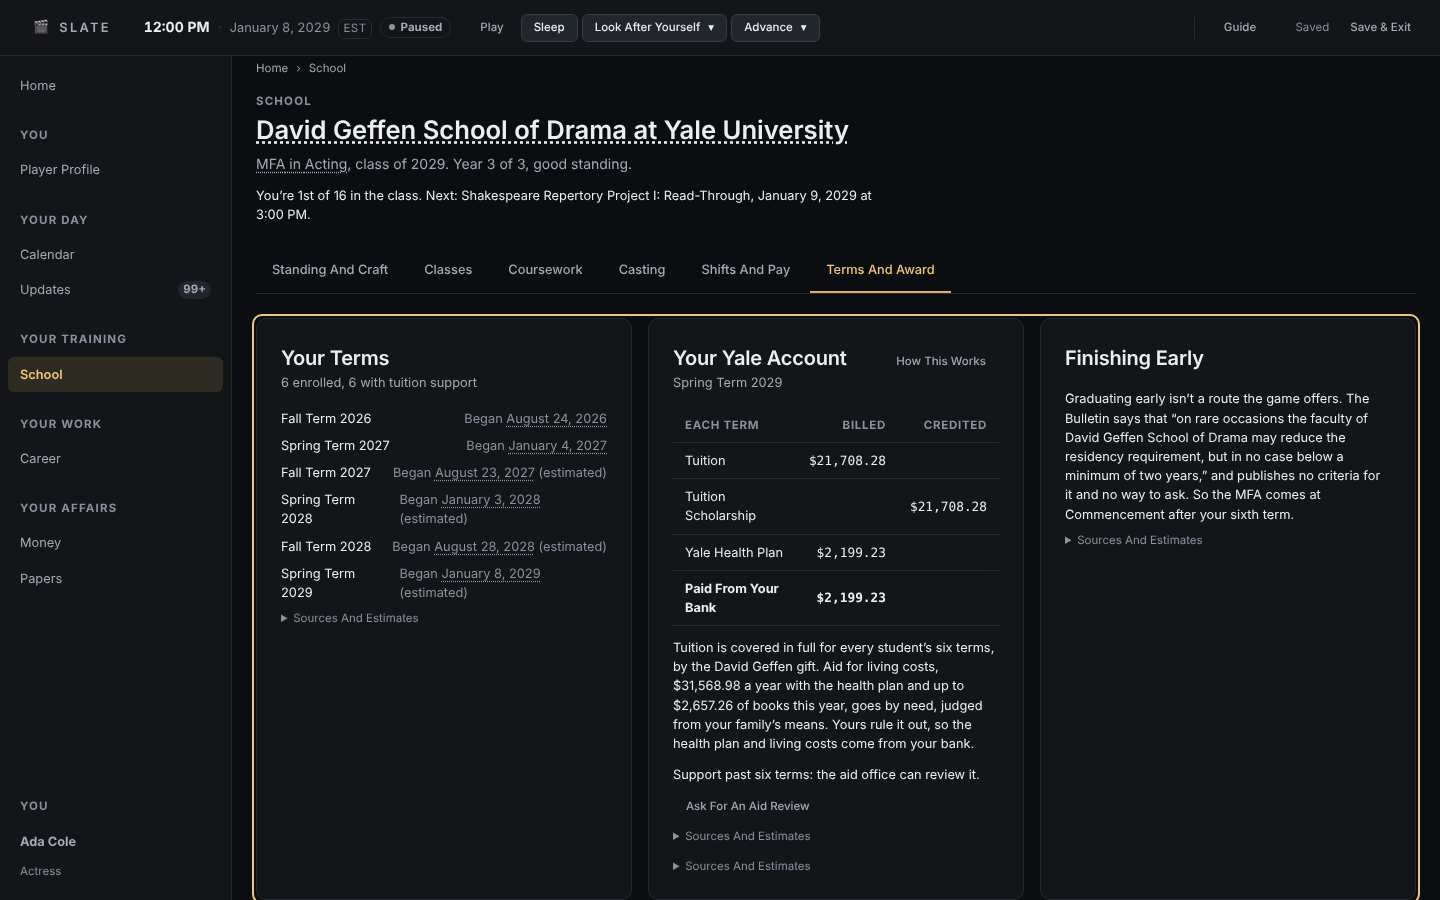 SLATE
12:00 PM · January 8, 2029 EST Paused Play Sleep Look After Yourself Advance Guide Saved Save & Exit
Home
YOU
Player Profile
YOUR DAY
Calendar
Updates 99+
YOUR TRAINING
School
YOUR WORK
Career
YOUR AFFAIRS
Money
Papers
YOU
Ada Cole
Actress
Home › School
SCHOOL
David Geffen School of Drama at Yale University
MFA in Acting, class of 2029. Year 3 of 3, good standing.
You’re 1st of 16 in the class. Next: Shakespeare Repertory Project I: Read-Through, January 9, 2029 at
3:00 PM.
Standing And Craft Classes Coursework Casting Shifts And Pay Terms And Award
Your Terms
6 enrolled, 6 with tuition support
Fall Term 2026 Began August 24, 2026
Spring Term 2027 Began January 4, 2027
Fall Term 2027 Began August 23, 2027 (estimated)
Spring Term Began January 3, 2028
2028 (estimated)
Fall Term 2028 Began August 28, 2028 (estimated)
Spring Term Began January 8, 2029
2029 (estimated)
Sources And Estimates
Your Yale Account How This Works
Spring Term 2029
EACH TERM BILLED CREDITED
Tuition $21,708.28
Tuition
Scholarship $21,708.28
Yale Health Plan $2,199.23
Paid From Your
Bank $2,199.23
Tuition is covered in full for every student’s six terms,
by the David Geffen gift. Aid for living costs,
$31,568.98 a year with the health plan and up to
$2,657.26 of books this year, goes by need, judged
from your family’s means. Yours rule it out, so the
health plan and living costs come from your bank.
Support past six terms: the aid office can review it.
Ask For An Aid Review
Sources And Estimates
Sources And Estimates
Finishing Early
Graduating early isn’t a route the game offers. The
Bulletin says that “on rare occasions the faculty of
David Geffen School of Drama may reduce the
residency requirement, but in no case below a
minimum of two years,” and publishes no criteria for
it and no way to ask. So the MFA comes at
Commencement after your sixth term.
Sources And Estimates